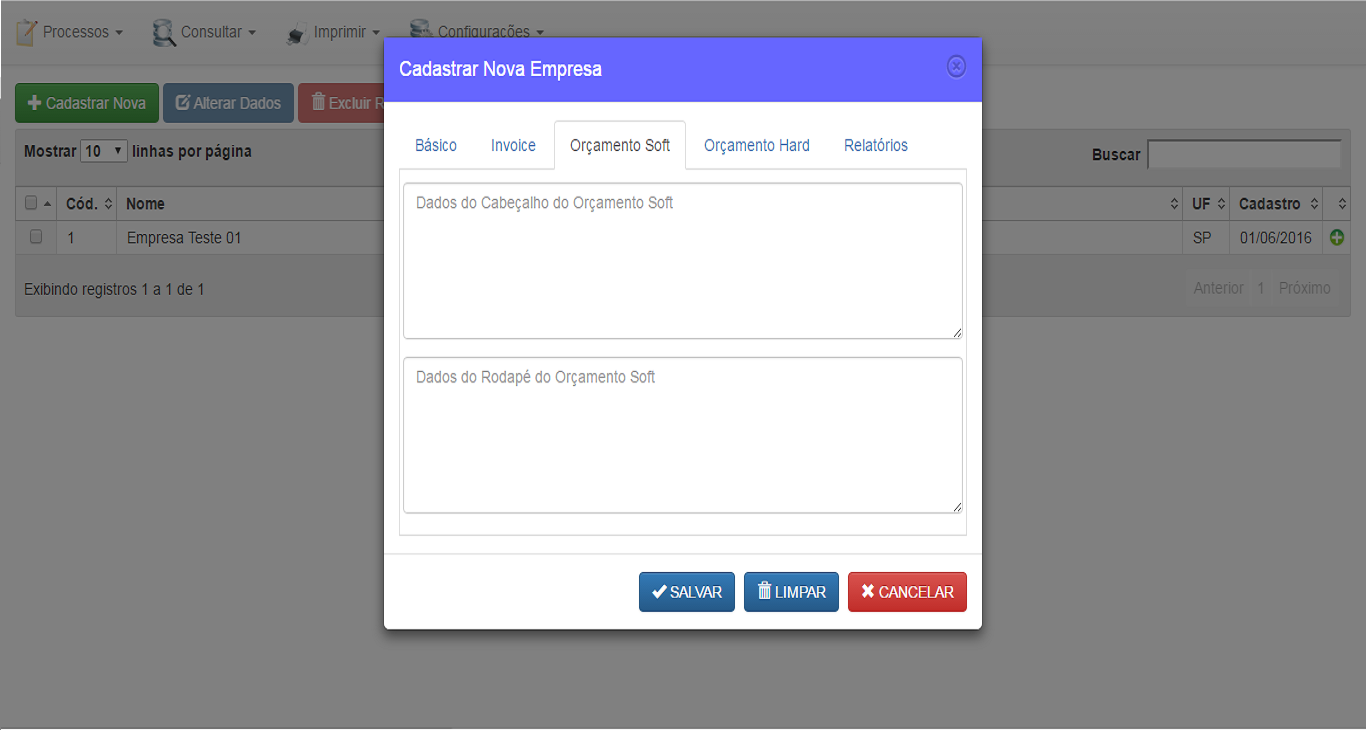 Processos Consultar Imprimir Configurações
Cadastrar Nova Empresa
Cadastrar Nova Alterar Dados Excluir R
Mostrar 10 linhas por página
Buscar
Básico Invoice Orçamento Soft Orçamento Hard Relatórios
Cód. Nome UF Cadastro
1 Empresa Teste 01 SP 01/06/2016
Exibindo registros 1 a 1 de 1
Anterior 1 Próximo
Dados do Cabeçalho do Orçamento Soft
Dados do Rodapé do Orçamento Soft
SALVAR LIMPAR CANCELAR